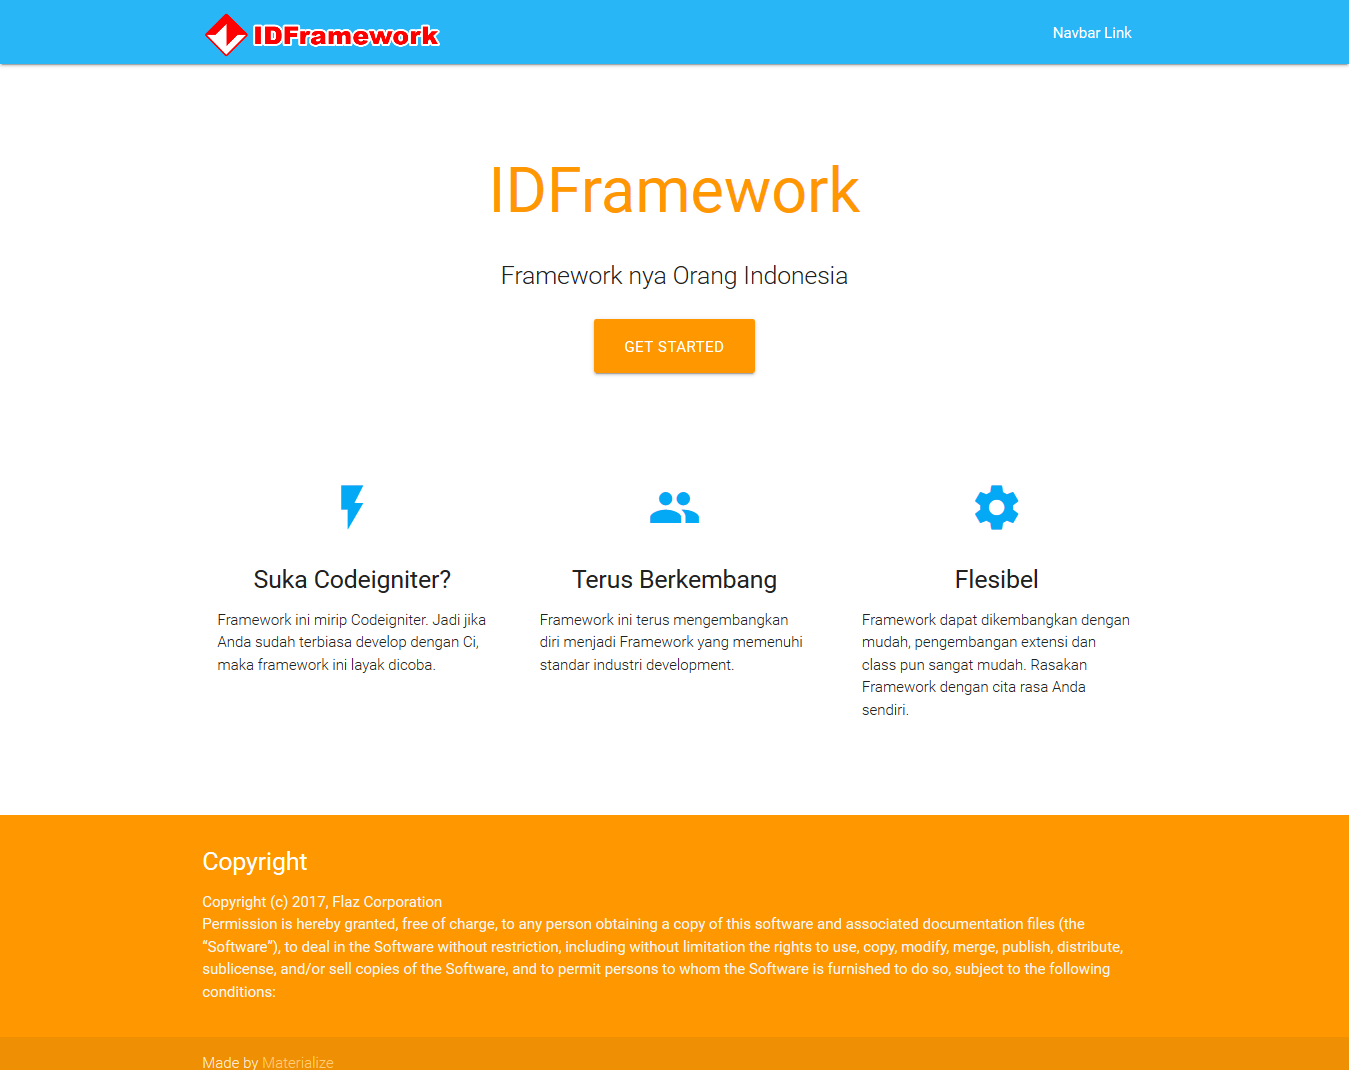 IDFramework
Navbar Link
IDFramework
Framework nya Orang Indonesia
GET STARTED
Suka Codeigniter?
Framework ini mirip Codeigniter. Jadi jika
Anda sudah terbiasa develop dengan Ci,
maka framework ini layak dicoba.
Terus Berkembang
Framework ini terus mengembangkan
diri menjadi Framework yang memenuhi
standar industri development.
Flesibel
Framework dapat dikembangkan dengan
mudah, pengembangan extensi dan
class pun sangat mudah. Rasakan
Framework dengan cita rasa Anda
sendiri.
Copyright
Copyright (c) 2017, Flaz Corporation
Permission is hereby granted, free of charge, to any person obtaining a copy of this software and associated documentation files (the
“Software”), to deal in the Software without restriction, including without limitation the rights to use, copy, modify, merge, publish, distribute,
sublicense, and/or sell copies of the Software, and to permit persons to whom the Software is furnished to do so, subject to the following
conditions:
Made by Materialize